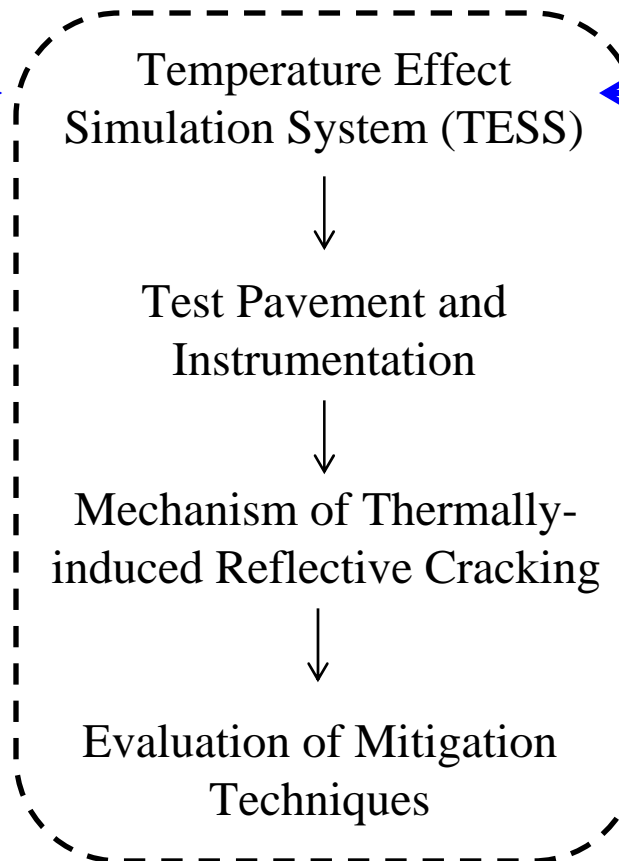 Temperature Effect
Simulation System (TESS)
Test Pavement and
Instrumentation
Mechanism of Thermally-
induced Reflective Cracking
Evaluation of Mitigation
Techniques